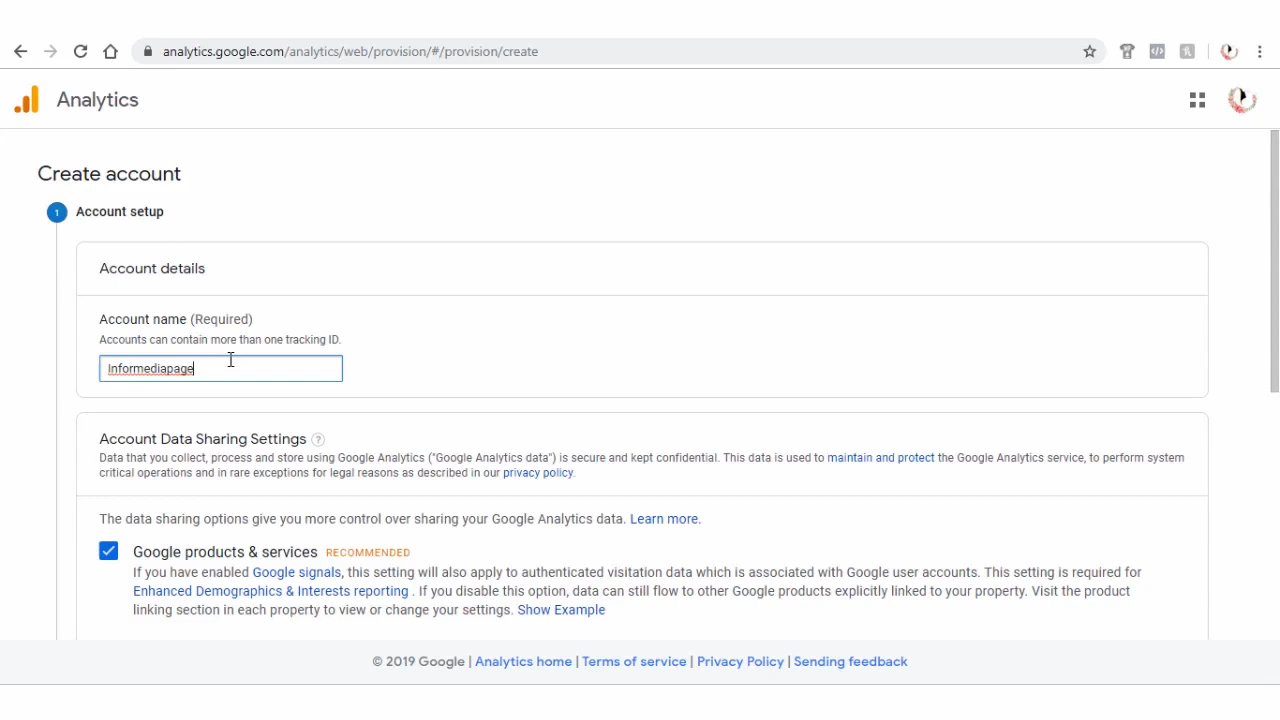 analytics.google.com/analytics/web/provision/#/provision/create
Analytics
Create account
1 Account setup
Account details
Account name (Required)
Accounts can contain more than one tracking ID.
Informediapage
Account Data Sharing Settings ?
Data that you collect, process and store using Google Analytics ("Google Analytics data") is secure and kept confidential. This data is used to maintain and protect the Google Analytics service, to perform system
critical operations and in rare exceptions for legal reasons as described in our privacy policy.
The data sharing options give you more control over sharing your Google Analytics data. Learn more.
Google products & services RECOMMENDED
If you have enabled Google signals, this setting will also apply to authenticated visitation data which is associated with Google user accounts. This setting is required for
Enhanced Demographics & Interests reporting . If you disable this option, data can still flow to other Google products explicitly linked to your property. Visit the product
linking section in each property to view or change your settings. Show Example
© 2019 Google | Analytics home | Terms of service | Privacy Policy | Sending feedback